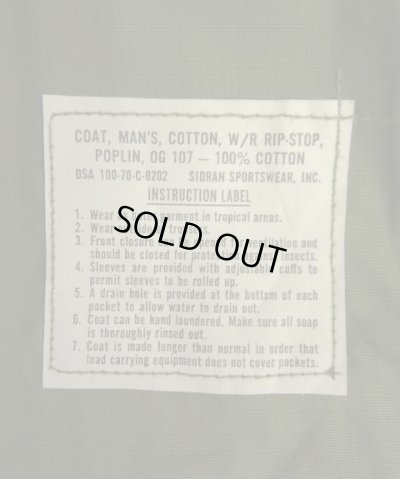 COAT, MAN'S, COTTON, W/R RIP-STOP,
POPLIN, OG 107 — 100% COTTON
DSA 100-70-C-0202 SIDRAN SPORTSWEAR, INC.
INSTRUCTION LABEL
1. Wear garment in tropical areas.
2. Wear
3. Front closure ventilation and
should be closed for protection against insects.
4. Sleeves are provided with adjustable cuffs to
permit sleeves to be rolled up.
5. A drain hole is provided at the bottom of each
pocket to allow water to drain out.
6. Coat can be hand laundered. Make sure all soap
is thoroughly rinsed out.
7. Coat is made longer than normal in order that
load carrying equipment does not cover pockets.
SOLD OUT